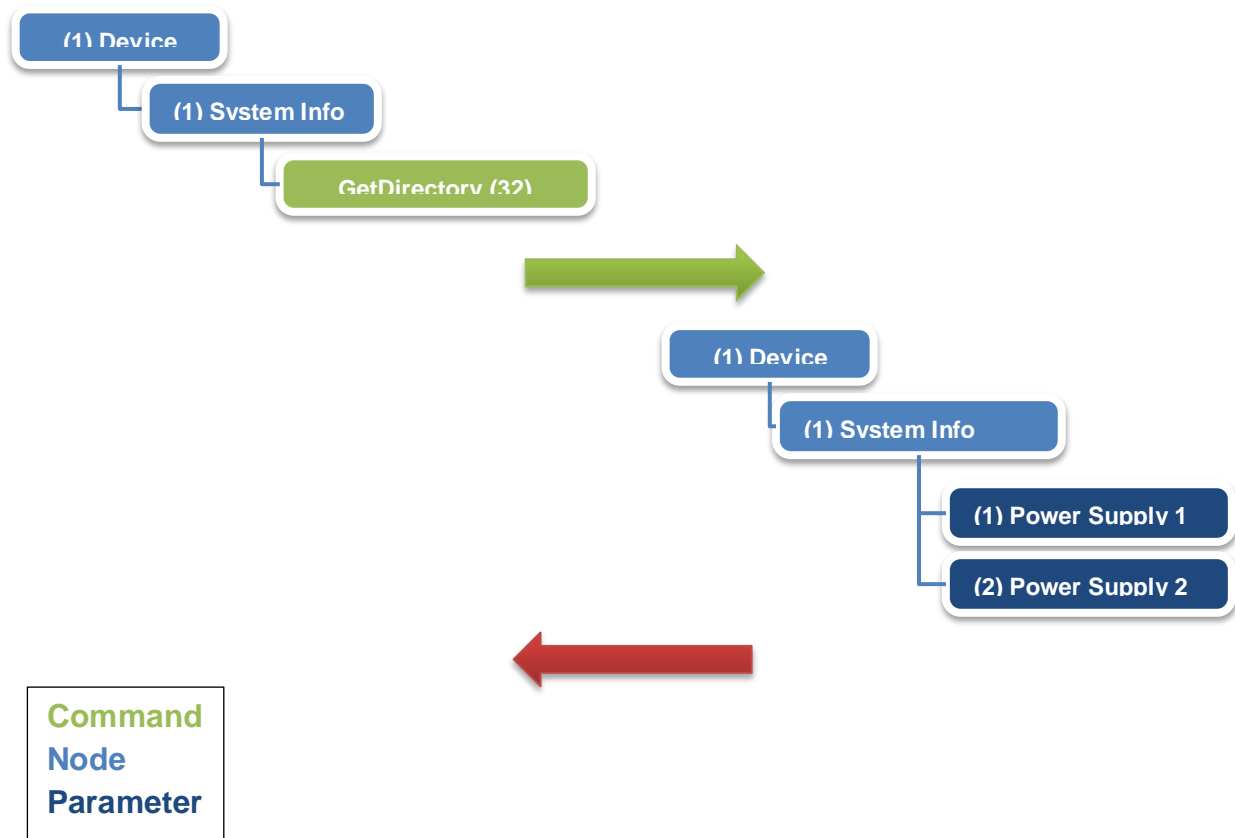 (1) Device
(1) System Info
GetDirectory (32)
(1) Device
(1) System Info
(1) Power Supply 1
(2) Power Supply 2
Command
Node
Parameter